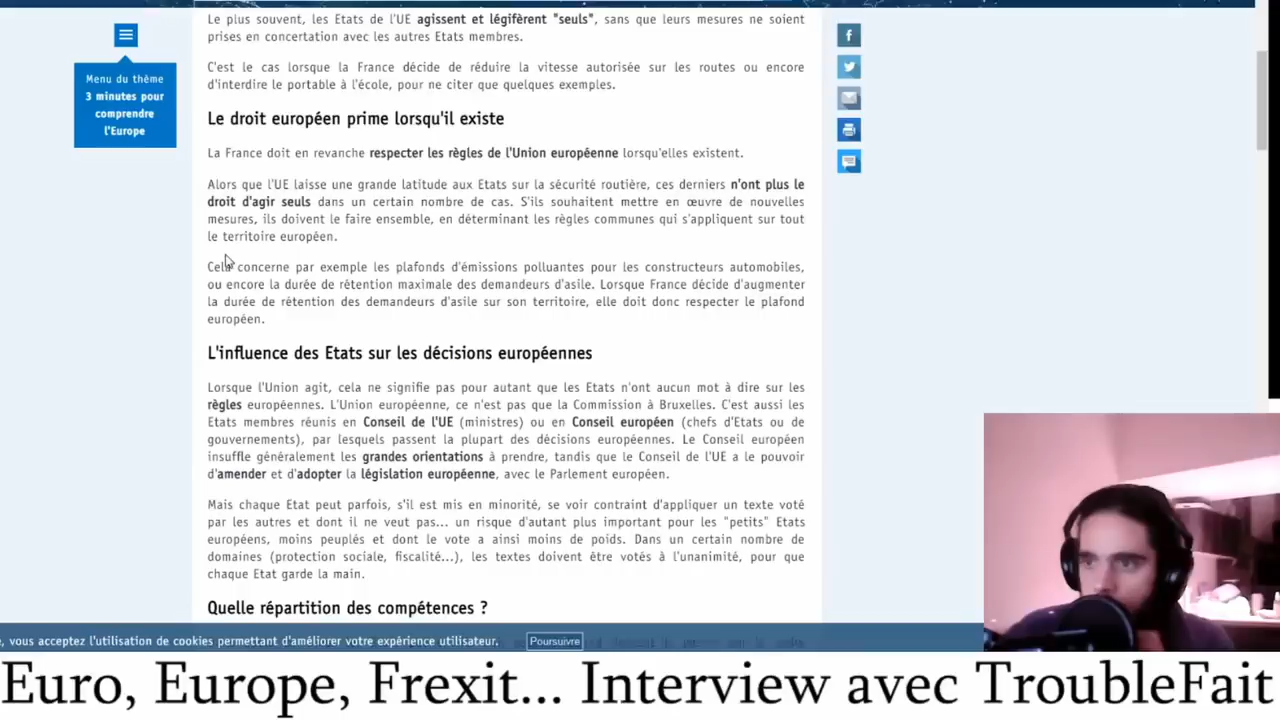 Le plus souvent, les Etats de l'UE agissent et légifèrent "seuls", sans que leurs mesures ne soient
prises en concertation avec les autres Etats membres.
C'est le cas lorsque la France décide de réduire la vitesse autorisée sur les routes ou encore
d'interdire le portable à l'école, pour ne citer que quelques exemples.
Menu du thème
3 minutes pour
comprendre
l'Europe
Le droit européen prime lorsqu'il existe
La France doit en revanche respecter les règles de l'Union européenne lorsqu'elles existent.
Alors que l'UE laisse une grande latitude aux Etats sur la sécurité routière, ces derniers n'ont plus le
droit d'agir seuls dans un certain nombre de cas. S'ils souhaitent mettre en œuvre de nouvelles
mesures, ils doivent le faire ensemble, en déterminant les règles communes qui s'appliquent sur tout
le territoire européen.
Cela concerne par exemple les plafonds d'émissions polluantes pour les constructeurs automobiles,
ou encore la durée de rétention maximale des demandeurs d'asile. Lorsque France décide d'augmenter
la durée de rétention des demandeurs d'asile sur son territoire, elle doit donc respecter le plafond
européen.
L'influence des Etats sur les décisions européennes
Lorsque l'Union agit, cela ne signifie pas pour autant que les Etats n'ont aucun mot à dire sur les
règles européennes. L'Union européenne, ce n'est pas que la Commission à Bruxelles. C'est aussi les
Etats membres réunis en Conseil de l'UE (ministres) ou en Conseil européen (chefs d'Etats ou de
gouvernements), par lesquels passent la plupart des décisions européennes. Le Conseil européen
insuffle généralement les grandes orientations à prendre, tandis que le Conseil de l'UE a le pouvoir
d'amender et d'adopter la législation européenne, avec le Parlement européen.
Mais chaque Etat peut parfois, s'il est mis en minorité, se voir contraint d'appliquer un texte voté
par les autres et dont il ne veut pas... un risque d'autant plus important pour les "petits" Etats
européens, moins peuplés et dont le vote a ainsi moins de poids. Dans un certain nombre de
domaines (protection sociale, fiscalité...), les textes doivent être votés à l'unanimité, pour que
chaque Etat garde la main.
Quelle répartition des compétences ?
, vous acceptez l'utilisation de cookies permettant d'améliorer votre expérience utilisateur.
Poursuivre
Euro, Europe, Frexit... Interview avec TroubleFait